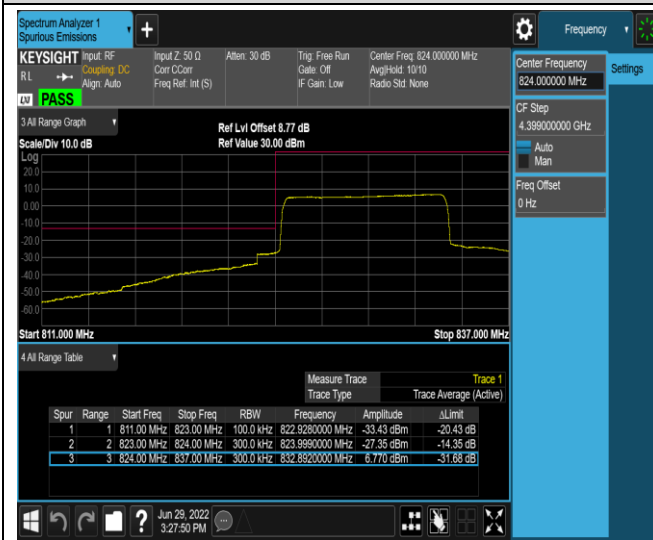 Spectrum Analyzer 1
Spurious Emissions
+
Frequency
KEYSIGHT Input: RF Input Z: 50 Ω Atten: 30 dB Trig: Free Run Center Freq: 824.000000 MHz
RL Coupling: DC Corr CCorr Gate: Off Avg|Hold: 10/10
Align: Auto Freq Ref: Int (S) IF Gain: Low Radio Std: None
LXI PASS
Center Frequency
824.000000 MHz
Settings
CF Step
4.399000000 GHz
Auto
Man
Freq Offset
0 Hz
3 All Range Graph
Ref Lvl Offset 8.77 dB
Scale/Div 10.0 dB Ref Value 30.00 dBm
Log
20.0
10.0
0.00
-10.0
-20.0
-30.0
-40.0
-50.0
-60.0
Start 811.000 MHz Stop 837.000 MHz
4 All Range Table
Measure Trace Trace 1
Trace Type Trace Average (Active)
Spur Range Start Freq Stop Freq RBW Frequency Amplitude ΔLimit
1 1 811.00 MHz 823.00 MHz 100.0 kHz 822.9280000 MHz -33.43 dBm -20.43 dB
2 2 823.00 MHz 824.00 MHz 300.0 kHz 823.9990000 MHz -27.35 dBm -14.35 dB
3 3 824.00 MHz 837.00 MHz 300.0 kHz 832.8920000 MHz 6.770 dBm -31.68 dB
? Jun 29, 2022
3:27:50 PM